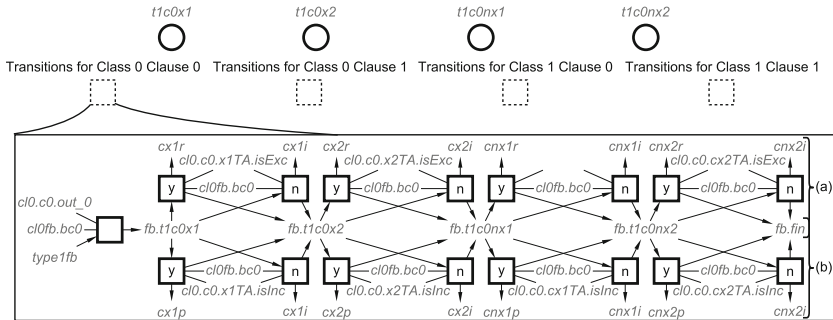 t1c0x1 t1c0x2 t1c0nx1 t1c0nx2
Transitions for Class 0 Clause 0 Transitions for Class 0 Clause 1 Transitions for Class 1 Clause 0 Transitions for Class 1 Clause 1
cx1r cx1i cx2r cx2i cnx1r cnx1i cnx2r cnx2i
cl0.c0.x1TA.isExc cl0.c0.x2TA.isExc cl0.c0.cx2TA.isExc
y cl0fb.bc0 n y cl0fb.bc0 n y cl0fb.bc0 n y cl0fb.bc0 n (a)
cl0.c0.out_0
cl0fb.bc0 fb.t1c0x1 fb.t1c0x2 fb.t1c0nx1 fb.t1c0nx2 fb.fin
type1fb
y cl0fb.bc0 n y cl0fb.bc0 n y cl0fb.bc0 n y cl0fb.bc0 n (b)
cl0.c0.x1TA.isInc cl0.c0.x2TA.isInc cl0.c0.cx1TA.isInc cl0.c0.cx2TA.isInc
cx1p cx1i cx2p cx2i cnx1p cnx1i cnx2p cnx2i